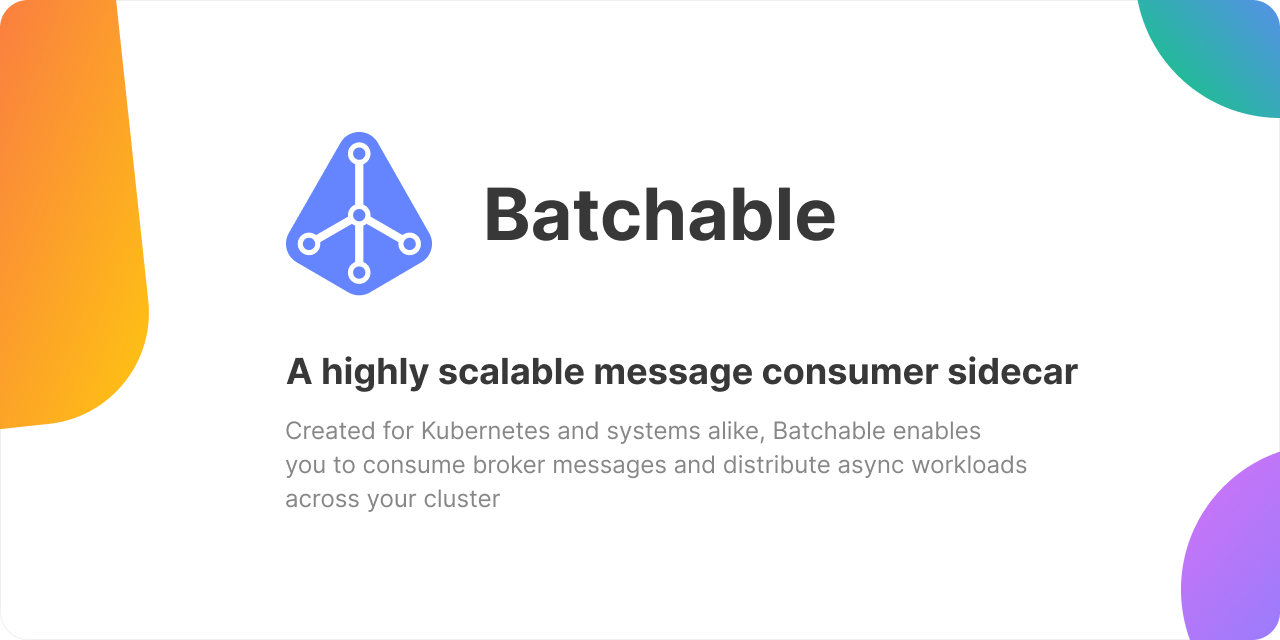 Batchable
A highly scalable message consumer sidecar
Created for Kubernetes and systems alike, Batchable enables
you to consume broker messages and distribute async workloads
across your cluster